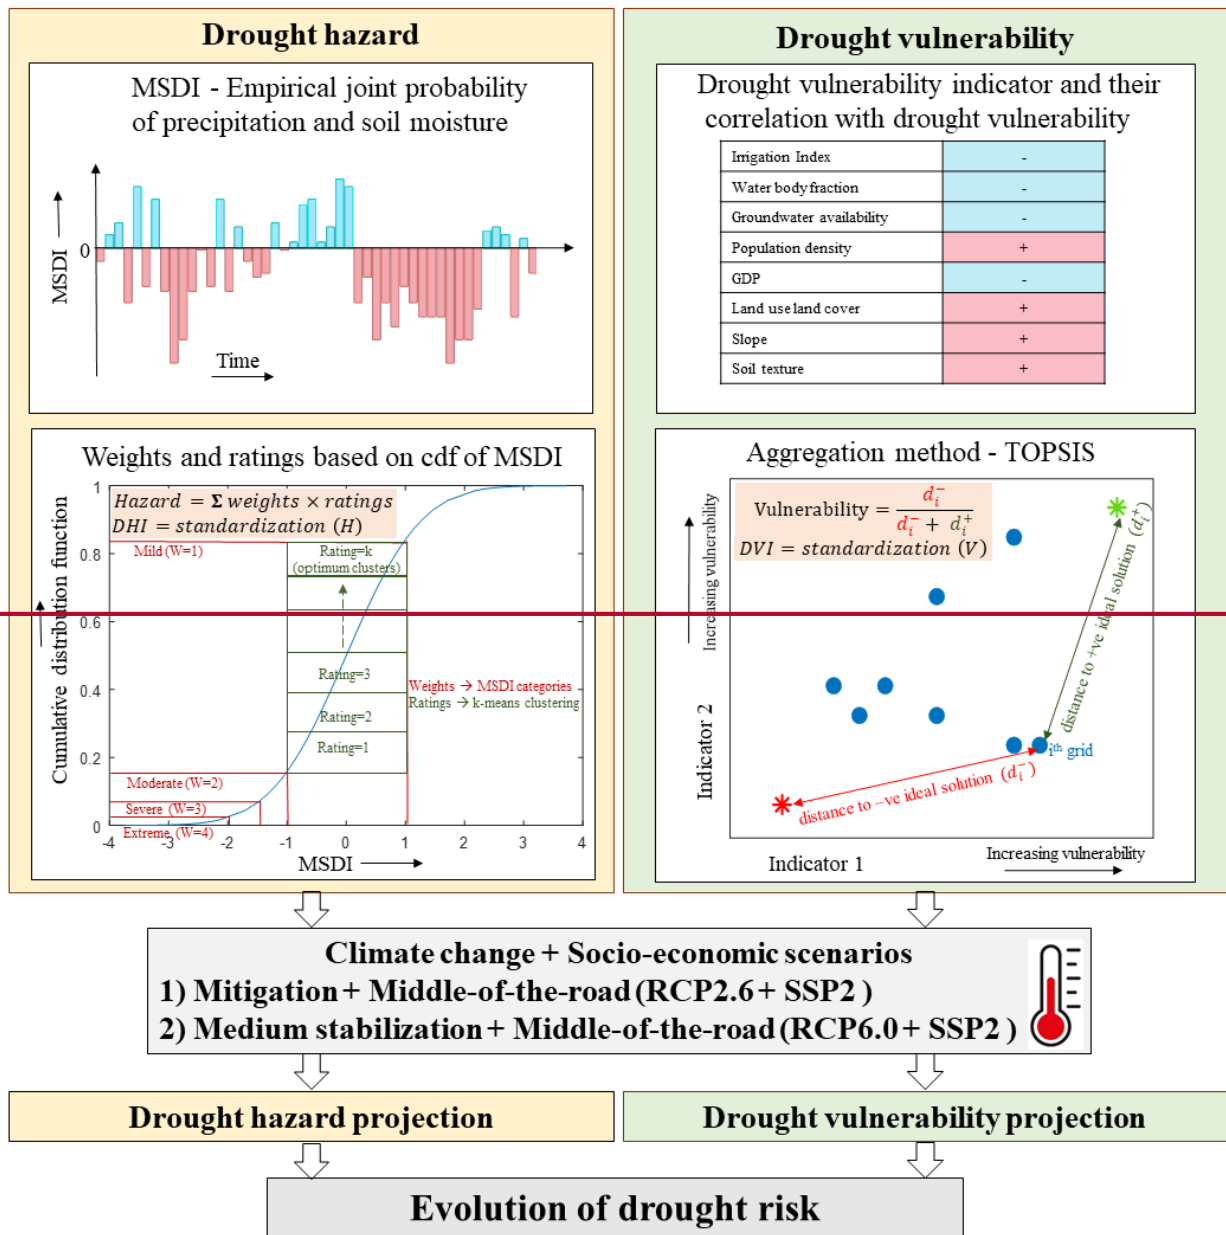 Drought hazard
MSDI - Empirical joint probability
of precipitation and soil moisture
MSDI
0
Time
Weights and ratings based on cdf of MSDI
Hazard = Σ weights × ratings
DHI = standardization (H)
Cumulative distribution function
1
0.8
0.6
0.4
0.2
0
Mild (W=1)
Rating=k
(optimum clusters)
Rating=3
Rating=2
Rating=1
Weights → MSDI categories
Ratings → k-means clustering
Moderate (W=2)
Severe (W=3)
Extreme (W=4)
-4 -3 -2 -1 0 1 2 3 4
MSDI
Drought vulnerability
Drought vulnerability indicator and their
correlation with drought vulnerability
Irrigation Index -
Water body fraction -
Groundwater availability -
Population density +
GDP -
Land use land cover +
Slope +
Soil texture +
Aggregation method - TOPSIS
Increasing vulnerability
Vulnerability = d_i^- / (d_i^- + d_i^+)
DVI = standardization (V)
distance to +ve ideal solution (d_i^+)
Indicator 2
i^th grid
distance to –ve ideal solution (d_i^-)
Indicator 1
Increasing vulnerability
Climate change + Socio-economic scenarios
1) Mitigation + Middle-of-the-road (RCP2.6 + SSP2 )
2) Medium stabilization + Middle-of-the-road (RCP6.0 + SSP2 )
Drought hazard projection
Drought vulnerability projection
Evolution of drought risk